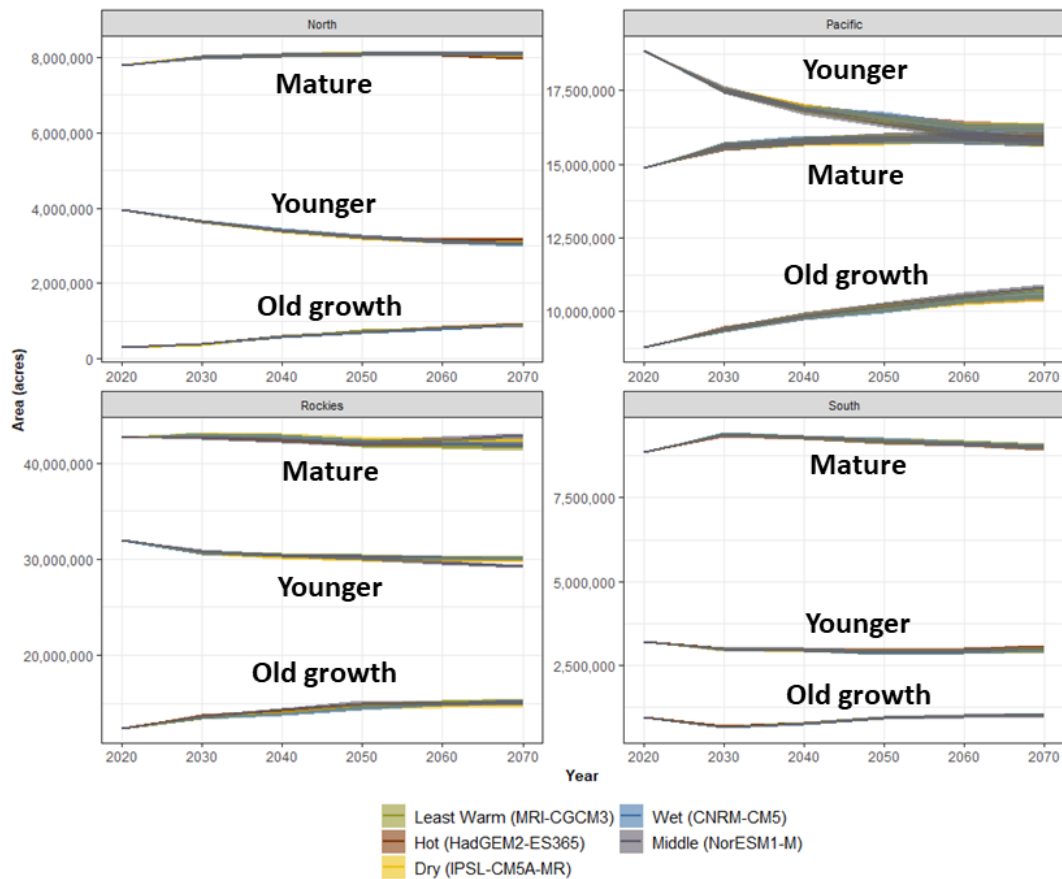 North
Pacific
8,000,000
6,000,000
4,000,000
2,000,000
0
Mature
Younger
Old growth
2020 2030 2040 2050 2060 2070
17,500,000
15,000,000
12,500,000
10,000,000
Younger
Mature
Old growth
2020 2030 2040 2050 2060 2070
Area (acres)
Rockies
South
40,000,000
30,000,000
20,000,000
Mature
Younger
Old growth
2020 2030 2040 2050 2060 2070
7,500,000
5,000,000
2,500,000
Mature
Younger
Old growth
2020 2030 2040 2050 2060 2070
Year
Least Warm (MRI-CGCM3)
Hot (HadGEM2-ES365)
Dry (IPSL-CM5A-MR)
Wet (CNRM-CM5)
Middle (NorESM1-M)